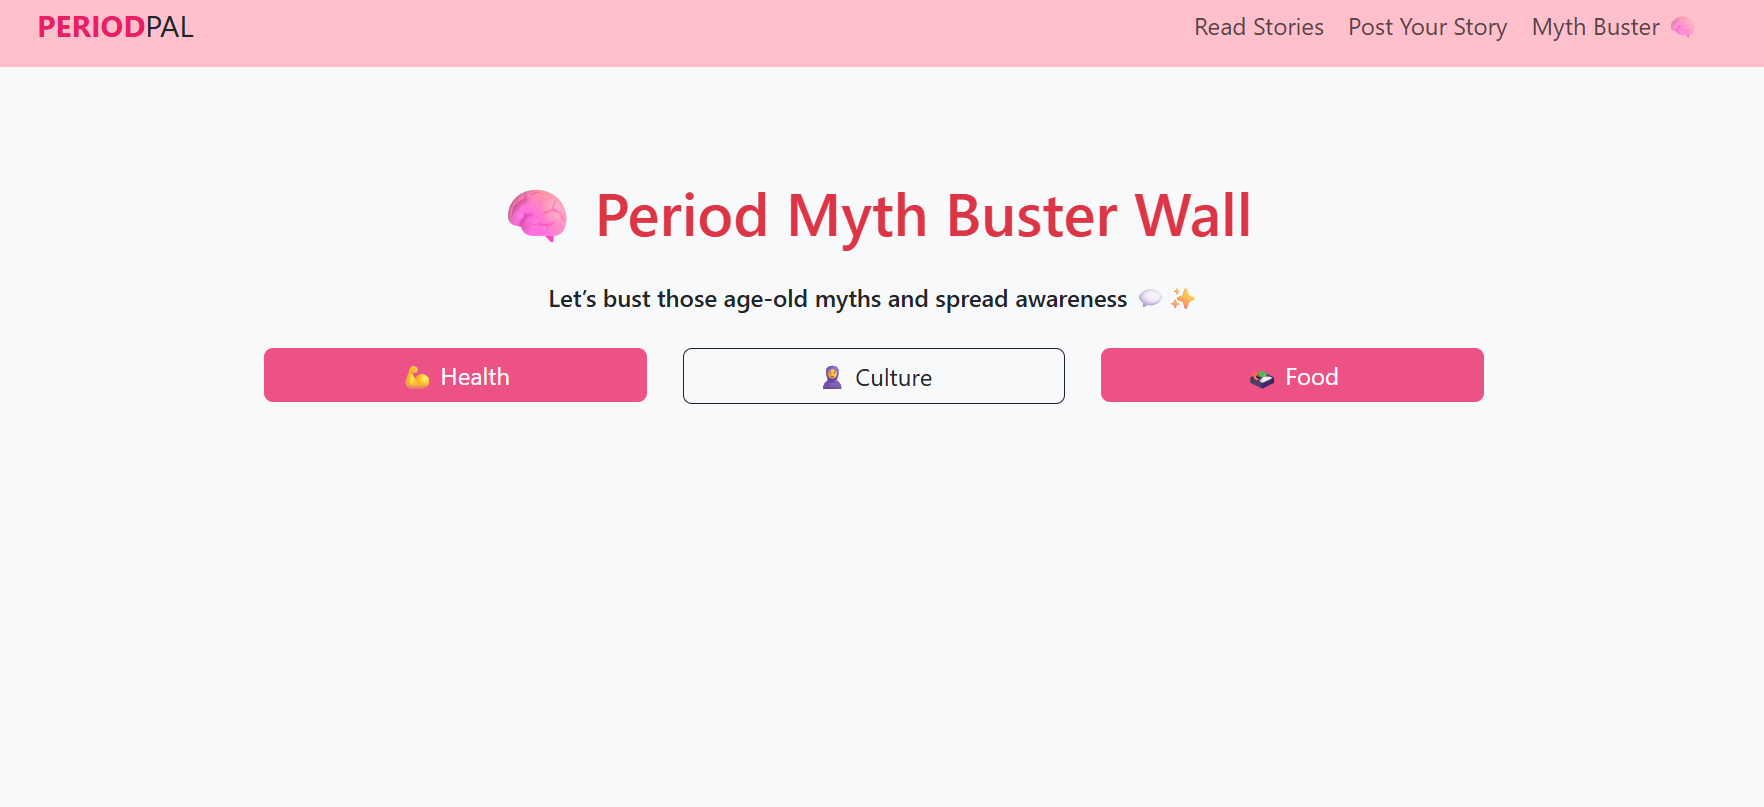 PERIODPAL
Read Stories
Post Your Story
Myth Buster 🧠
🧠 Period Myth Buster Wall
Let’s bust those age-old myths and spread awareness 💬✨
💪 Health
🧕 Culture
🍱 Food